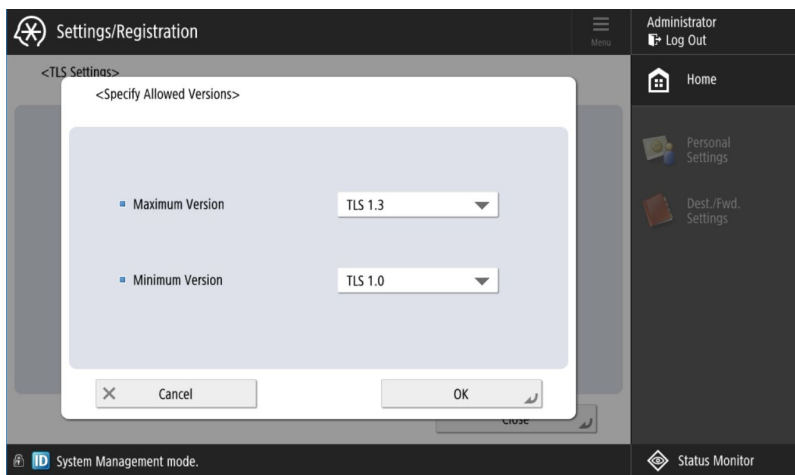 Settings/Registration
Menu
Administrator
Log Out
<TLS Settings>
Home
<Specify Allowed Versions>
Personal
Settings
Maximum Version
TLS 1.3
Dest./Fwd.
Settings
Minimum Version
TLS 1.0
Cancel
OK
Close
ID System Management mode.
Status Monitor